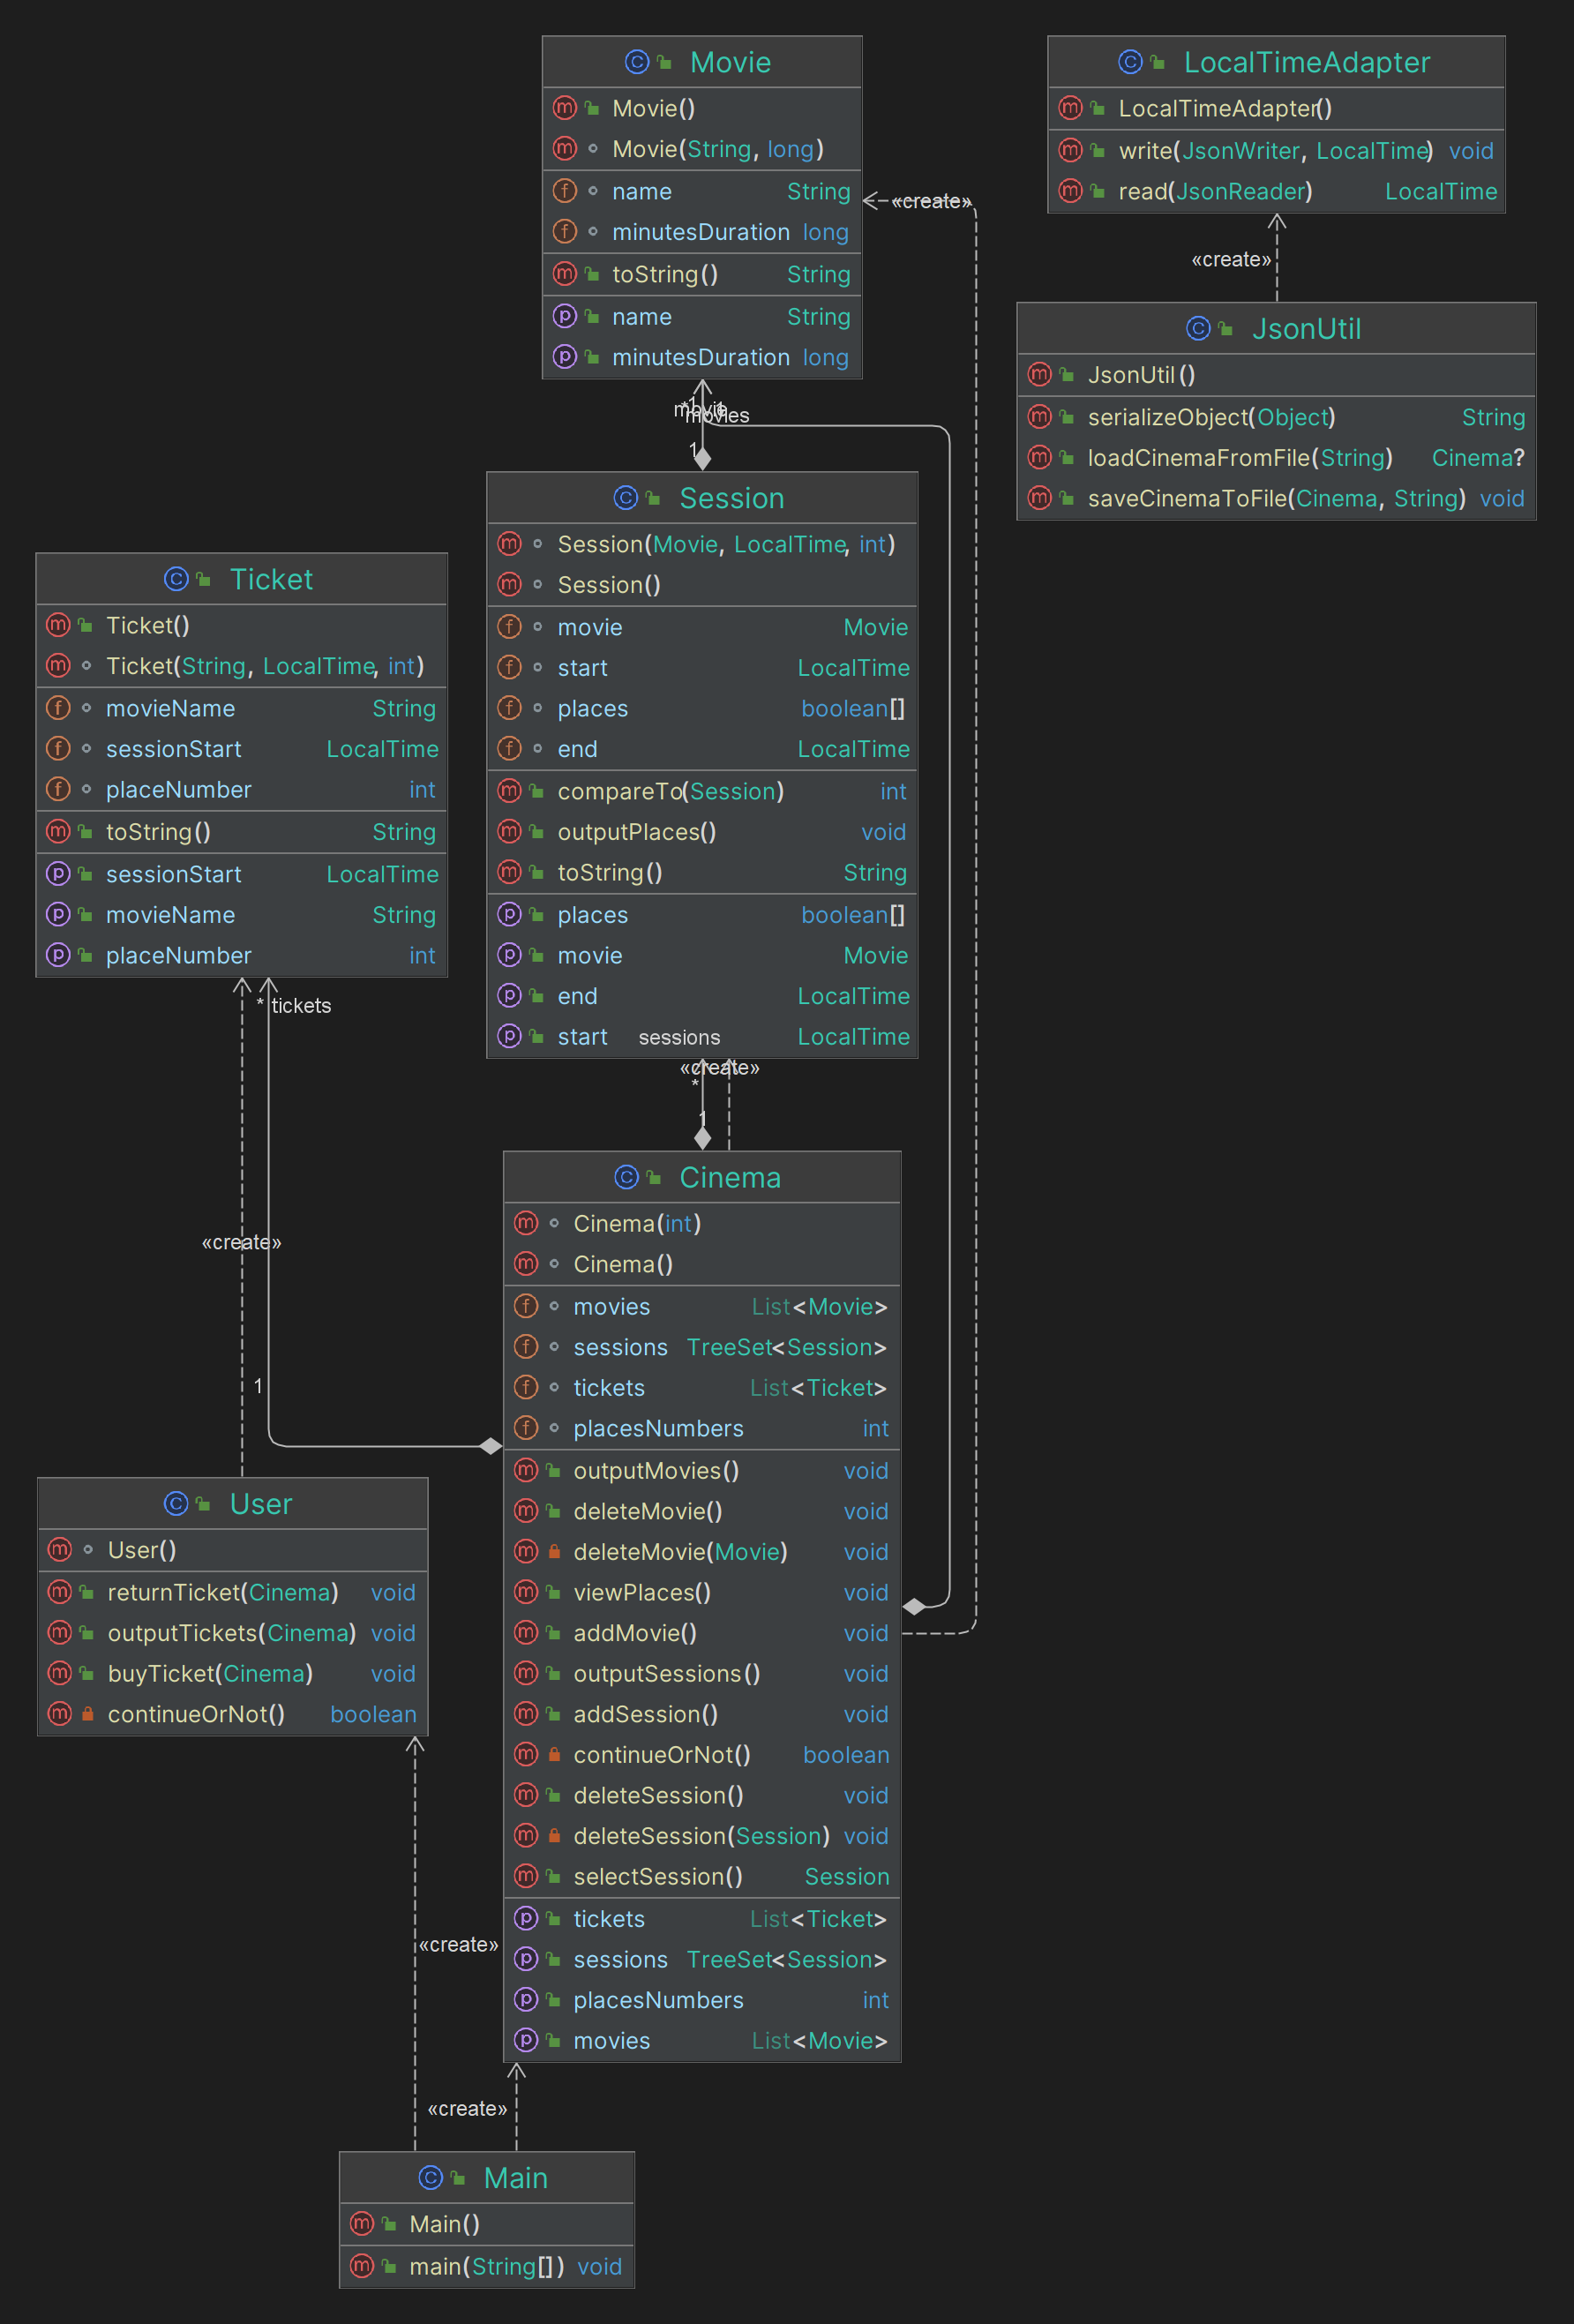 Movie
Movie()
Movie(String, long)
name String
minutesDuration long
toString() String
name String
minutesDuration long
«create»
LocalTimeAdapter
LocalTimeAdapter()
write(JsonWriter, LocalTime) void
read(JsonReader) LocalTime
«create»
JsonUtil
JsonUtil()
serializeObject(Object) String
loadCinemaFromFile(String) Cinema?
saveCinemaToFile(Cinema, String) void
*1
movie
movies
1
Session
Session(Movie, LocalTime, int)
Session()
movie Movie
start LocalTime
places boolean[]
end LocalTime
compareTo(Session) int
outputPlaces() void
toString() String
places boolean[]
movie Movie
end LocalTime
start LocalTime
sessions
«create»
*
1
Ticket
Ticket()
Ticket(String, LocalTime, int)
movieName String
sessionStart LocalTime
placeNumber int
toString() String
sessionStart LocalTime
movieName String
placeNumber int
* tickets
«create»
1
Cinema
Cinema(int)
Cinema()
movies List<Movie>
sessions TreeSet<Session>
tickets List<Ticket>
placesNumbers int
outputMovies() void
deleteMovie() void
deleteMovie(Movie) void
viewPlaces() void
addMovie() void
outputSessions() void
addSession() void
continueOrNot() boolean
deleteSession() void
deleteSession(Session) void
selectSession() Session
tickets List<Ticket>
sessions TreeSet<Session>
placesNumbers int
movies List<Movie>
User
User()
returnTicket(Cinema) void
outputTickets(Cinema) void
buyTicket(Cinema) void
continueOrNot() boolean
«create»
«create»
Main
Main()
main(String[]) void